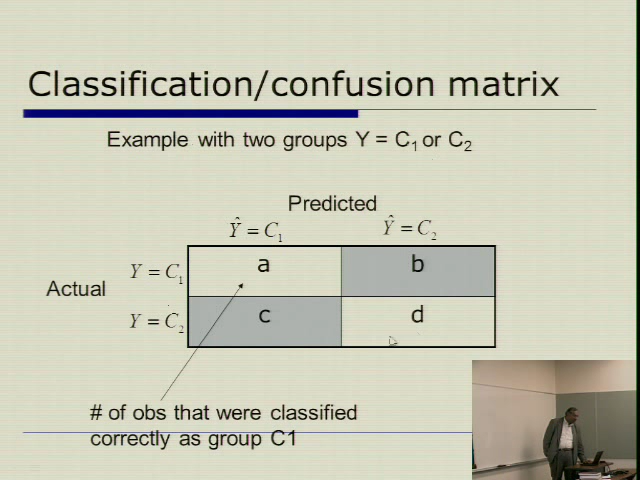 Classification/confusion matrix
Example with two groups Y = C₁ or C₂
Predicted
Ŷ = C₁ Ŷ = C₂
Y = C₁ a b
Actual
Y = C₂ c d
# of obs that were classified
correctly as group C1